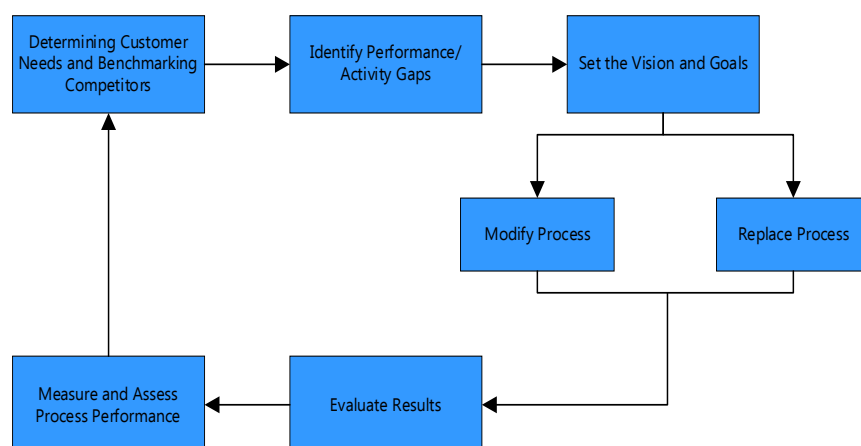 Determining Customer
Needs and Benchmarking
Competitors
Identify Performance/
Activity Gaps
Set the Vision and Goals
Modify Process
Replace Process
Measure and Assess
Process Performance
Evaluate Results